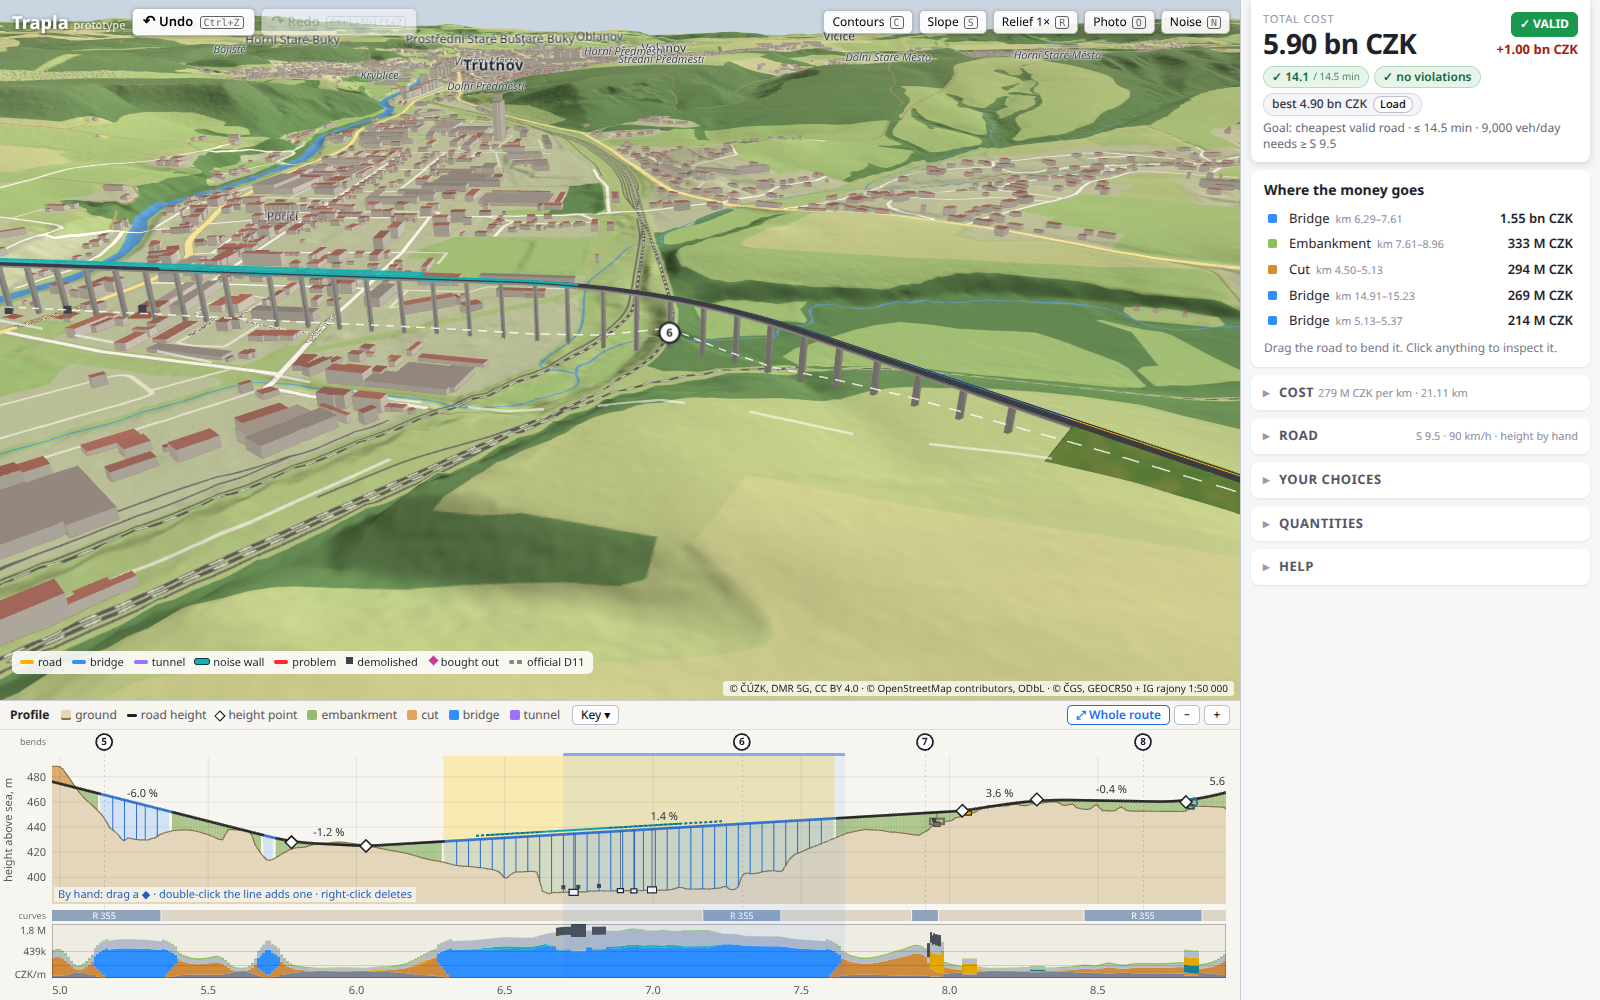 Trapla prototype
↶ Undo Ctrl+Z
↷ Redo Ctrl+Shift+Z
Contours C
Slope S
Relief 1× R
Photo O
Noise N
Bojiště
Horní Staré Buky
Prostřední Staré Buky
Staré Buky
Oblanov
Horní Předměstí
Volanov
Střední Předměstí
Vlčice
Dolní Staré Město
Horní Staré Město
Kryblice
Trutnov
Dolní Předměstí
Poříčí
6
road
bridge
tunnel
noise wall
problem
demolished
bought out
official D11
© ČÚZK, DMR 5G, CC BY 4.0 · © OpenStreetMap contributors, ODbL · © ČGS, GEOCR50 + IG rajony 1:50 000
TOTAL COST
5.90 bn CZK
✓ VALID
+1.00 bn CZK
✓ 14.1 / 14.5 min
✓ no violations
best 4.90 bn CZK Load
Goal: cheapest valid road · ≤ 14.5 min · 9,000 veh/day
needs ≥ S 9.5
Where the money goes
Bridge km 6.29–7.61 1.55 bn CZK
Embankment km 7.61–8.96 333 M CZK
Cut km 4.50–5.13 294 M CZK
Bridge km 14.91–15.23 269 M CZK
Bridge km 5.13–5.37 214 M CZK
Drag the road to bend it. Click anything to inspect it.
▶ COST 279 M CZK per km · 21.11 km
▶ ROAD S 9.5 · 90 km/h · height by hand
▶ YOUR CHOICES
▶ QUANTITIES
▶ HELP
Profile
ground
road height
height point
embankment
cut
bridge
tunnel
Key ▾
⤢ Whole route
−
+
bends
5
6
7
8
height above sea, m
480
460
440
420
400
-6.0 %
-1.2 %
1.4 %
3.6 %
-0.4 %
5.6
By hand: drag a ◆ · double-click the line adds one · right-click deletes
curves
R 355
R 355
R 355
1.8 M
439k
CZK/m
5.0
5.5
6.0
6.5
7.0
7.5
8.0
8.5